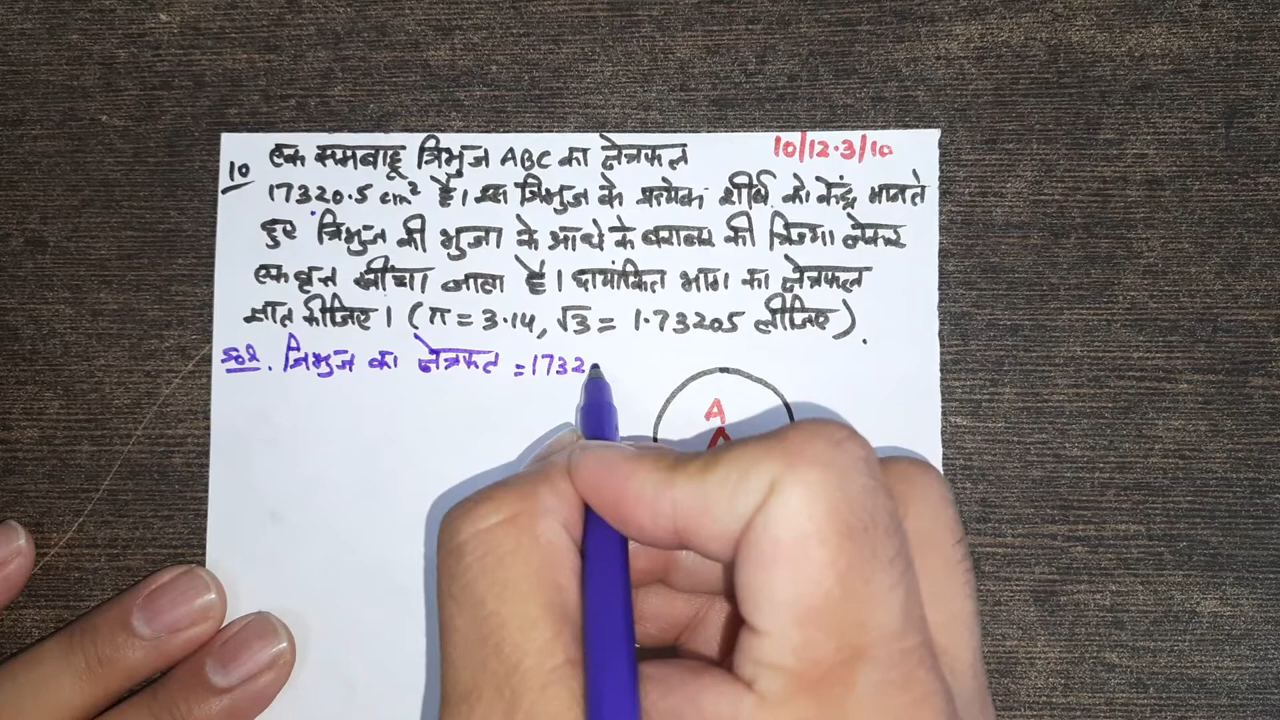 10 एक समबाहू त्रिभुज ABC का क्षेत्रफल 10/12.3/10
17320.5 cm² है। इस त्रिभुज के प्रत्येक शीर्ष को केंद्र मानते
हुए त्रिभुज की भुजा के आधे के बराबर की त्रिज्या लेकर
एक वृत्त खींचा जाता है। छायांकित भाग का क्षेत्रफल
ज्ञात कीजिए। (π = 3.14, √3 = 1.73205 लीजिए).
Sol. त्रिभुज का क्षेत्रफल = 1732
A